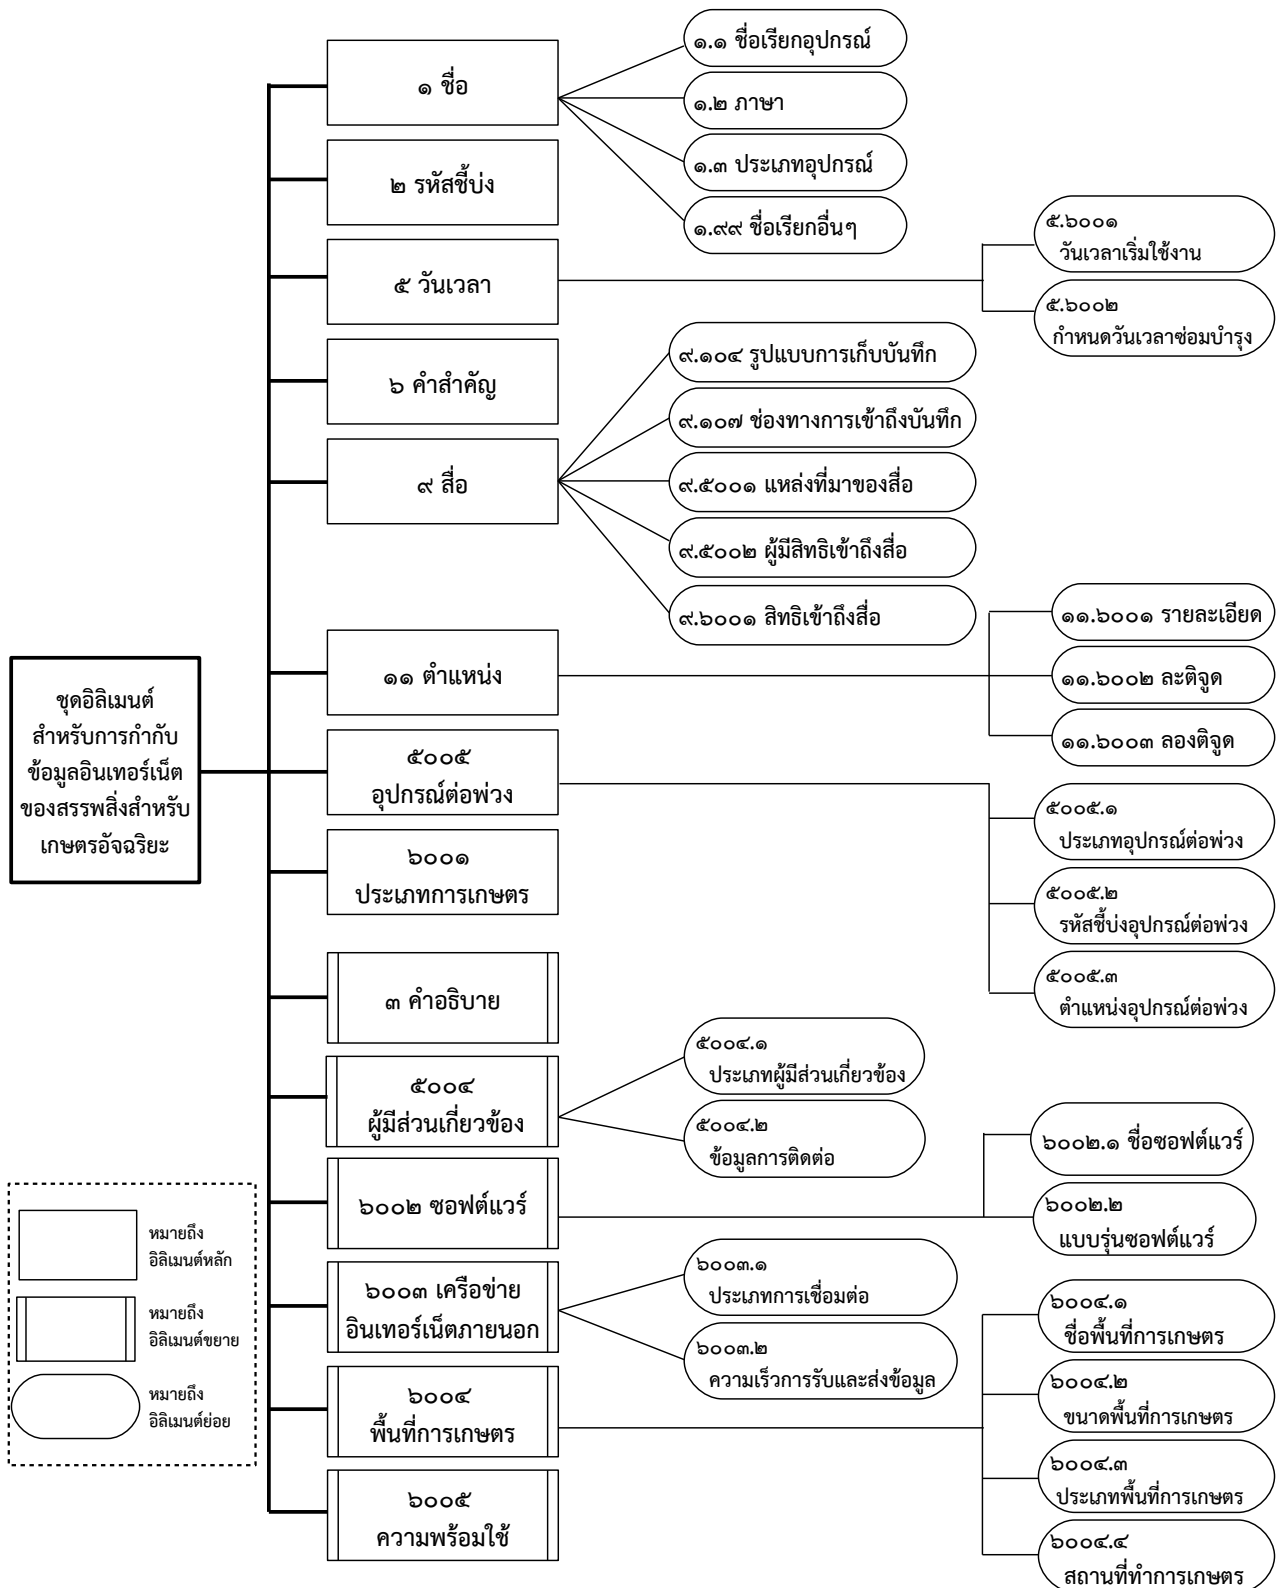 ชุดอิลิเมนต์
สำหรับการกำกับ
ข้อมูลอินเทอร์เน็ต
ของสรรพสิ่งสำหรับ
เกษตรอัจฉริยะ
๑ ชื่อ
๑.๑ ชื่อเรียกอุปกรณ์
๑.๒ ภาษา
๑.๓ ประเภทอุปกรณ์
๑.๙๙ ชื่อเรียกอื่นๆ
๒ รหัสชี้บ่ง
๕ วันเวลา
๕.๖๐๐๑
วันเวลาเริ่มใช้งาน
๕.๖๐๐๒
กำหนดวันเวลาซ่อมบำรุง
๖ คำสำคัญ
๙ สื่อ
๙.๑๐๔ รูปแบบการเก็บบันทึก
๙.๑๐๗ ช่องทางการเข้าถึงบันทึก
๙.๕๐๐๑ แหล่งที่มาของสื่อ
๙.๕๐๐๒ ผู้มีสิทธิเข้าถึงสื่อ
๙.๖๐๐๑ สิทธิเข้าถึงสื่อ
๑๑ ตำแหน่ง
๑๑.๖๐๐๑ รายละเอียด
๑๑.๖๐๐๒ ละติจูด
๑๑.๖๐๐๓ ลองติจูด
๕๐๐๕
อุปกรณ์ต่อพ่วง
๕๐๐๕.๑
ประเภทอุปกรณ์ต่อพ่วง
๕๐๐๕.๒
รหัสชี้บ่งอุปกรณ์ต่อพ่วง
๕๐๐๕.๓
ตำแหน่งอุปกรณ์ต่อพ่วง
๖๐๐๑
ประเภทการเกษตร
๓ คำอธิบาย
๕๐๐๔
ผู้มีส่วนเกี่ยวข้อง
๕๐๐๔.๑
ประเภทผู้มีส่วนเกี่ยวข้อง
๕๐๐๔.๒
ข้อมูลการติดต่อ
๖๐๐๒ ซอฟต์แวร์
๖๐๐๒.๑ ชื่อซอฟต์แวร์
๖๐๐๒.๒
แบบรุ่นซอฟต์แวร์
๖๐๐๓ เครือข่าย
อินเทอร์เน็ตภายนอก
๖๐๐๓.๑
ประเภทการเชื่อมต่อ
๖๐๐๓.๒
ความเร็วการรับและส่งข้อมูล
๖๐๐๔
พื้นที่การเกษตร
๖๐๐๔.๑
ชื่อพื้นที่การเกษตร
๖๐๐๔.๒
ขนาดพื้นที่การเกษตร
๖๐๐๔.๓
ประเภทพื้นที่การเกษตร
๖๐๐๔.๔
สถานที่ทำการเกษตร
๖๐๐๕
ความพร้อมใช้
หมายถึง
อิลิเมนต์หลัก
หมายถึง
อิลิเมนต์ขยาย
หมายถึง
อิลิเมนต์ย่อย